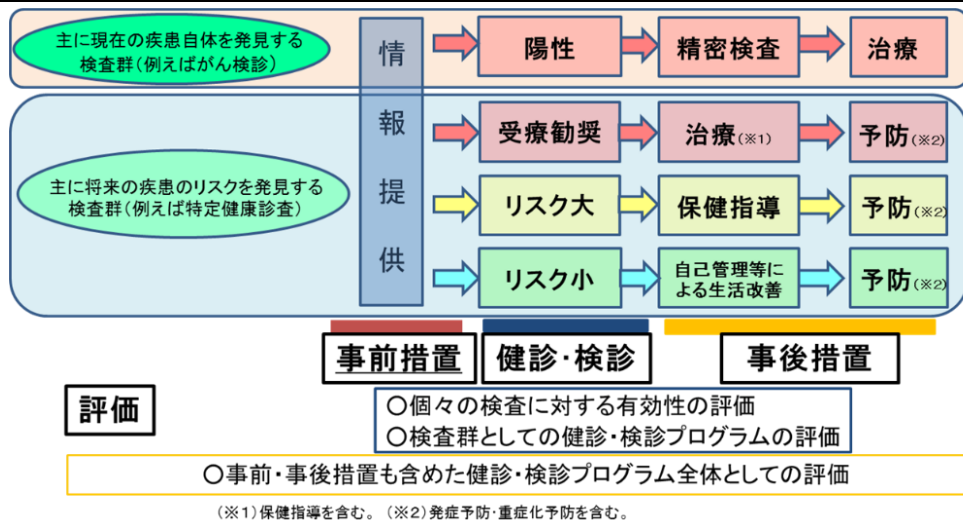 主に現在の疾患自体を発見する
検査群(例えばがん検診)
情
報
提
供
陽性
精密検査
治療
主に将来の疾患のリスクを発見する
検査群(例えば特定健康診査)
受療勧奨
治療(※1)
予防(※2)
リスク大
保健指導
予防(※2)
リスク小
自己管理等
による生活改善
予防(※2)
事前措置
健診・検診
事後措置
評価
○個々の検査に対する有効性の評価
○検査群としての健診・検診プログラムの評価
○事前・事後措置も含めた健診・検診プログラム全体としての評価
(※1)保健指導を含む。 (※2)発症予防・重症化予防を含む。